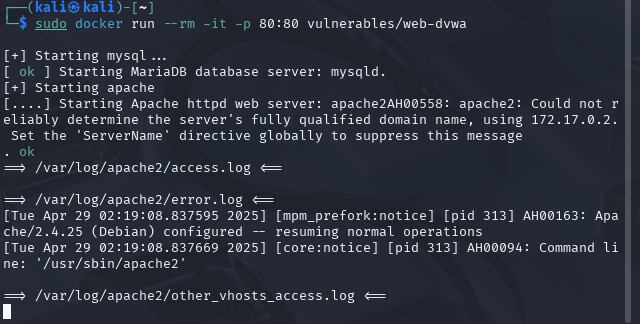 ┌──(kali㉿kali)-[~]
└─$ sudo docker run --rm -it -p 80:80 vulnerables/web-dvwa
[+] Starting mysql...
[ ok ] Starting MariaDB database server: mysqld.
[+] Starting apache
[....] Starting Apache httpd web server: apache2AH00558: apache2: Could not r
eliably determine the server's fully qualified domain name, using 172.17.0.2.
 Set the 'ServerName' directive globally to suppress this message
. ok
==> /var/log/apache2/access.log <==
==> /var/log/apache2/error.log <==
[Tue Apr 29 02:19:08.837595 2025] [mpm_prefork:notice] [pid 313] AH00163: Apa
che/2.4.25 (Debian) configured -- resuming normal operations
[Tue Apr 29 02:19:08.837669 2025] [core:notice] [pid 313] AH00094: Command li
ne: '/usr/sbin/apache2'
==> /var/log/apache2/other_vhosts_access.log <==